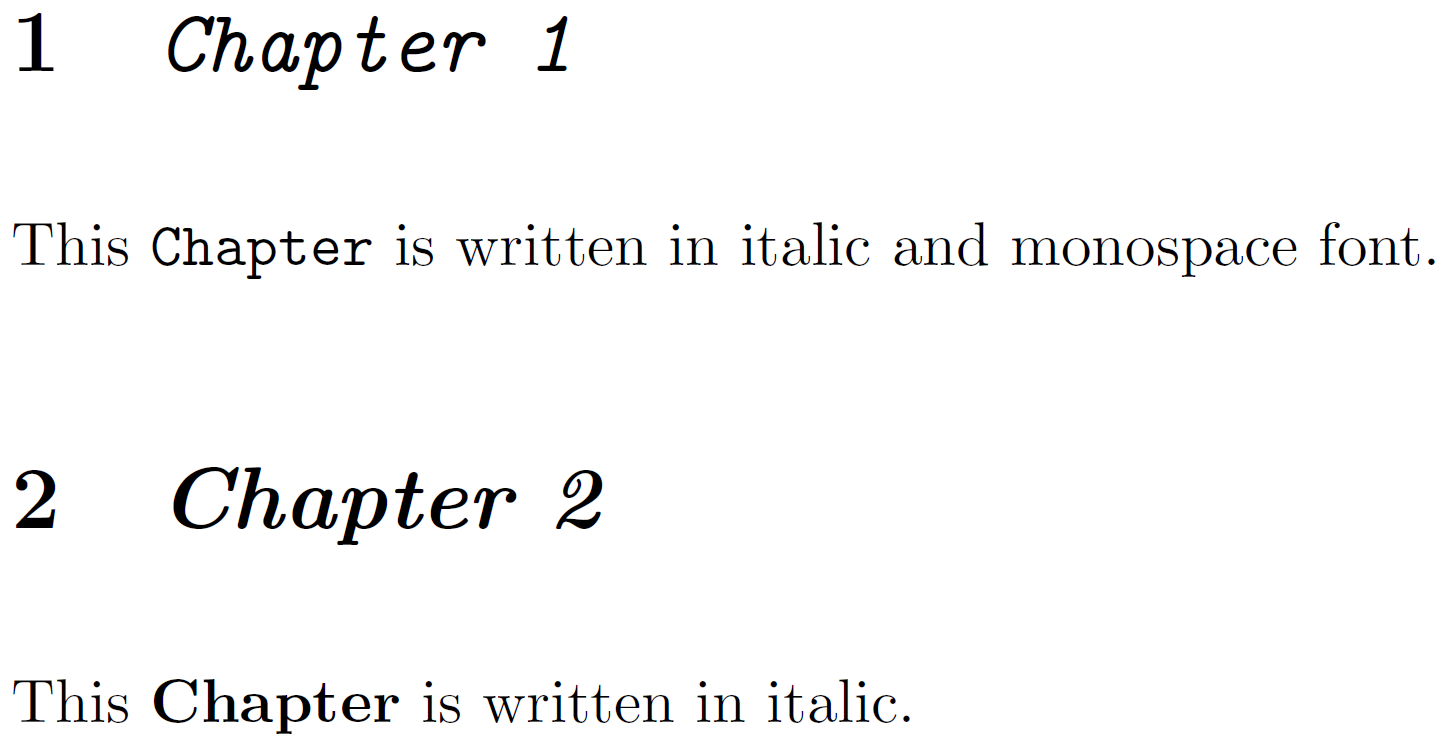 1 Chapter 1
This Chapter is written in italic and monospace font.
2 Chapter 2
This Chapter is written in italic.